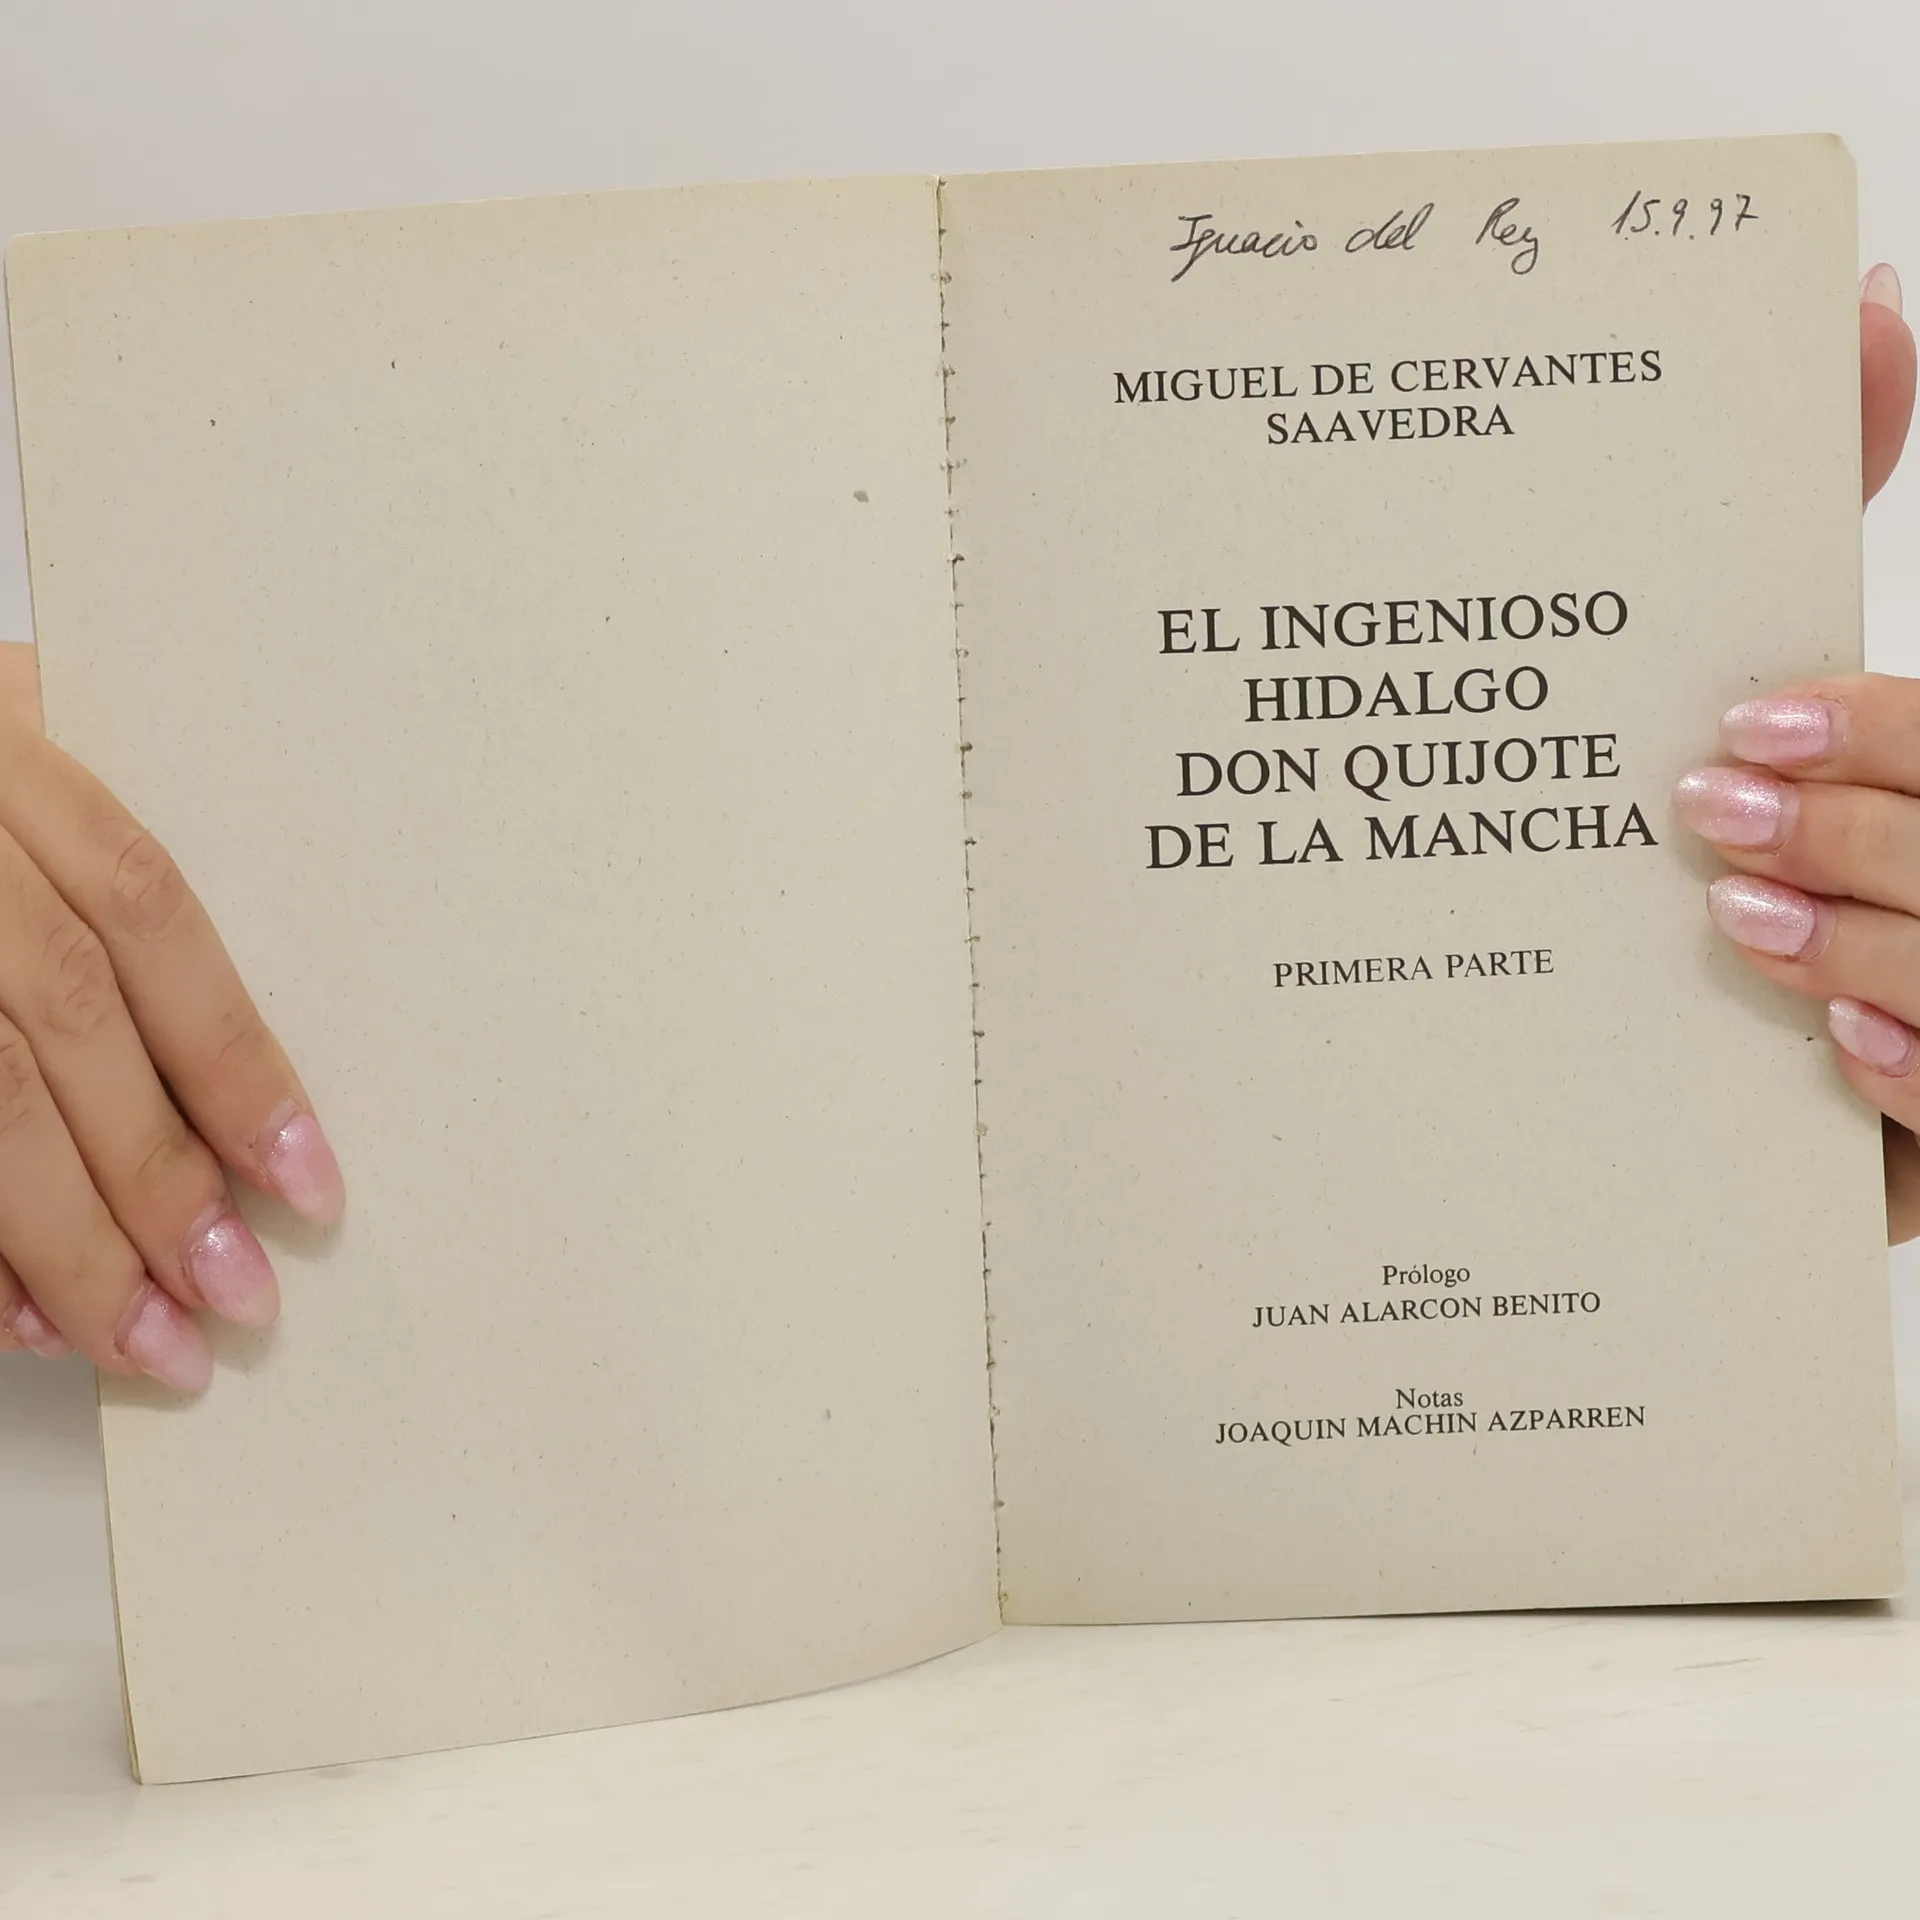 Ignacio del Rey 15.9.97
MIGUEL DE CERVANTES
SAAVEDRA
EL INGENIOSO
HIDALGO
DON QUIJOTE
DE LA MANCHA
PRIMERA PARTE
Prólogo
JUAN ALARCON BENITO
Notas
JOAQUIN MACHIN AZPARREN